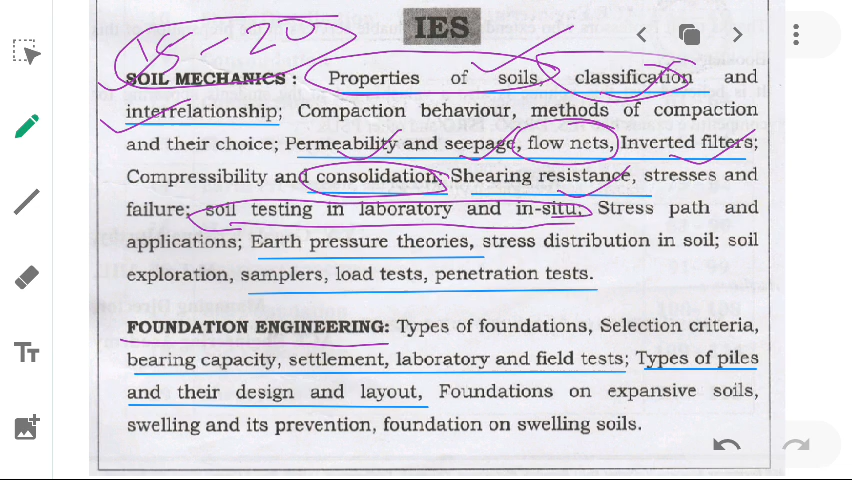 IES
15 - 20
SOIL MECHANICS : Properties of soils, classification and
interrelationship; Compaction behaviour, methods of compaction
and their choice; Permeability and seepage, flow nets, Inverted filters;
Compressibility and consolidation; Shearing resistance, stresses and
failure; soil testing in laboratory and in-situ; Stress path and
applications; Earth pressure theories, stress distribution in soil; soil
exploration, samplers, load tests, penetration tests.
FOUNDATION ENGINEERING: Types of foundations, Selection criteria,
bearing capacity, settlement, laboratory and field tests; Types of piles
and their design and layout, Foundations on expansive soils,
swelling and its prevention, foundation on swelling soils.
Tт